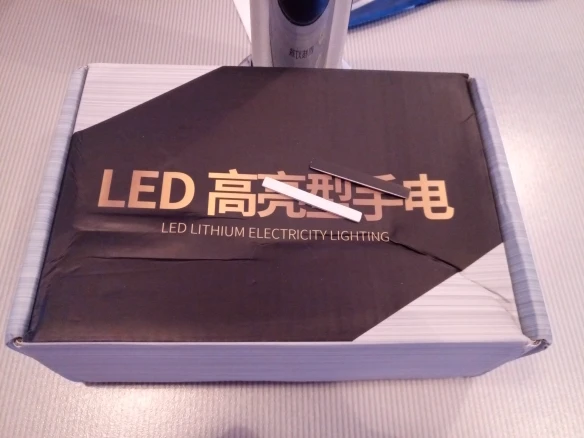 LED 高亮型手电
LED LITHIUM ELECTRICITY LIGHTING